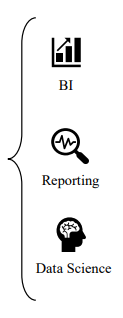 BI
Reporting
Data Science